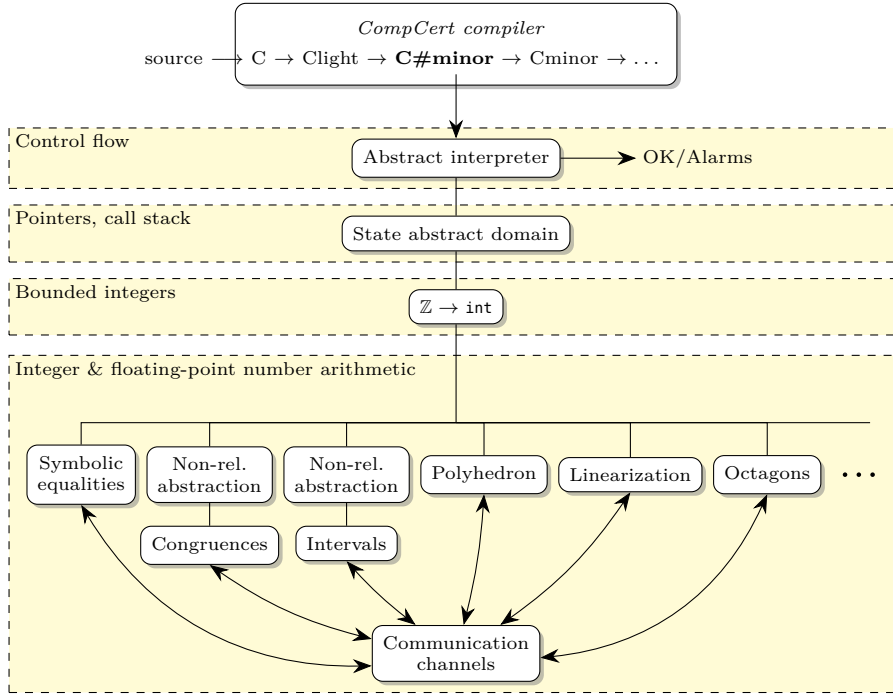 CompCert compiler
source → C → Clight → C#minor → Cminor → ...
Control flow
Abstract interpreter
OK/Alarms
Pointers, call stack
State abstract domain
Bounded integers
ℤ → int
Integer & floating-point number arithmetic
Symbolic
equalities
Non-rel.
abstraction
Non-rel.
abstraction
Polyhedron
Linearization
Octagons
...
Congruences
Intervals
Communication
channels